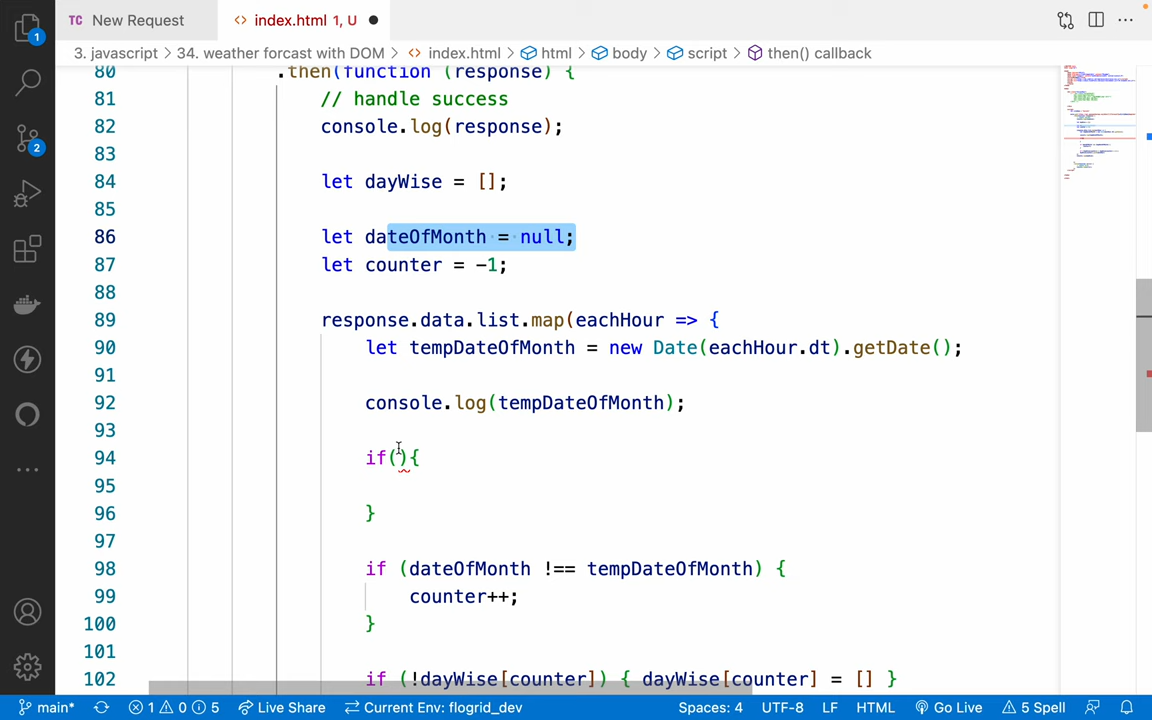 TC New Request <> index.html 1, U
3. javascript > 34. weather forcast with DOM > <> index.html > html > body > script > then() callback
80 .then(function (response) {
81 // handle success
82 console.log(response);
83
84 let dayWise = [];
85
86 let dateOfMonth = null;
87 let counter = -1;
88
89 response.data.list.map(eachHour => {
90 let tempDateOfMonth = new Date(eachHour.dt).getDate();
91
92 console.log(tempDateOfMonth);
93
94 if(){
95
96 }
97
98 if (dateOfMonth !== tempDateOfMonth) {
99 counter++;
100 }
101
102 if (!dayWise[counter]) { dayWise[counter] = [] }
1
2
main* 1 0 5 Live Share Current Env: flogrid_dev Spaces: 4 UTF-8 LF HTML Go Live 5 Spell